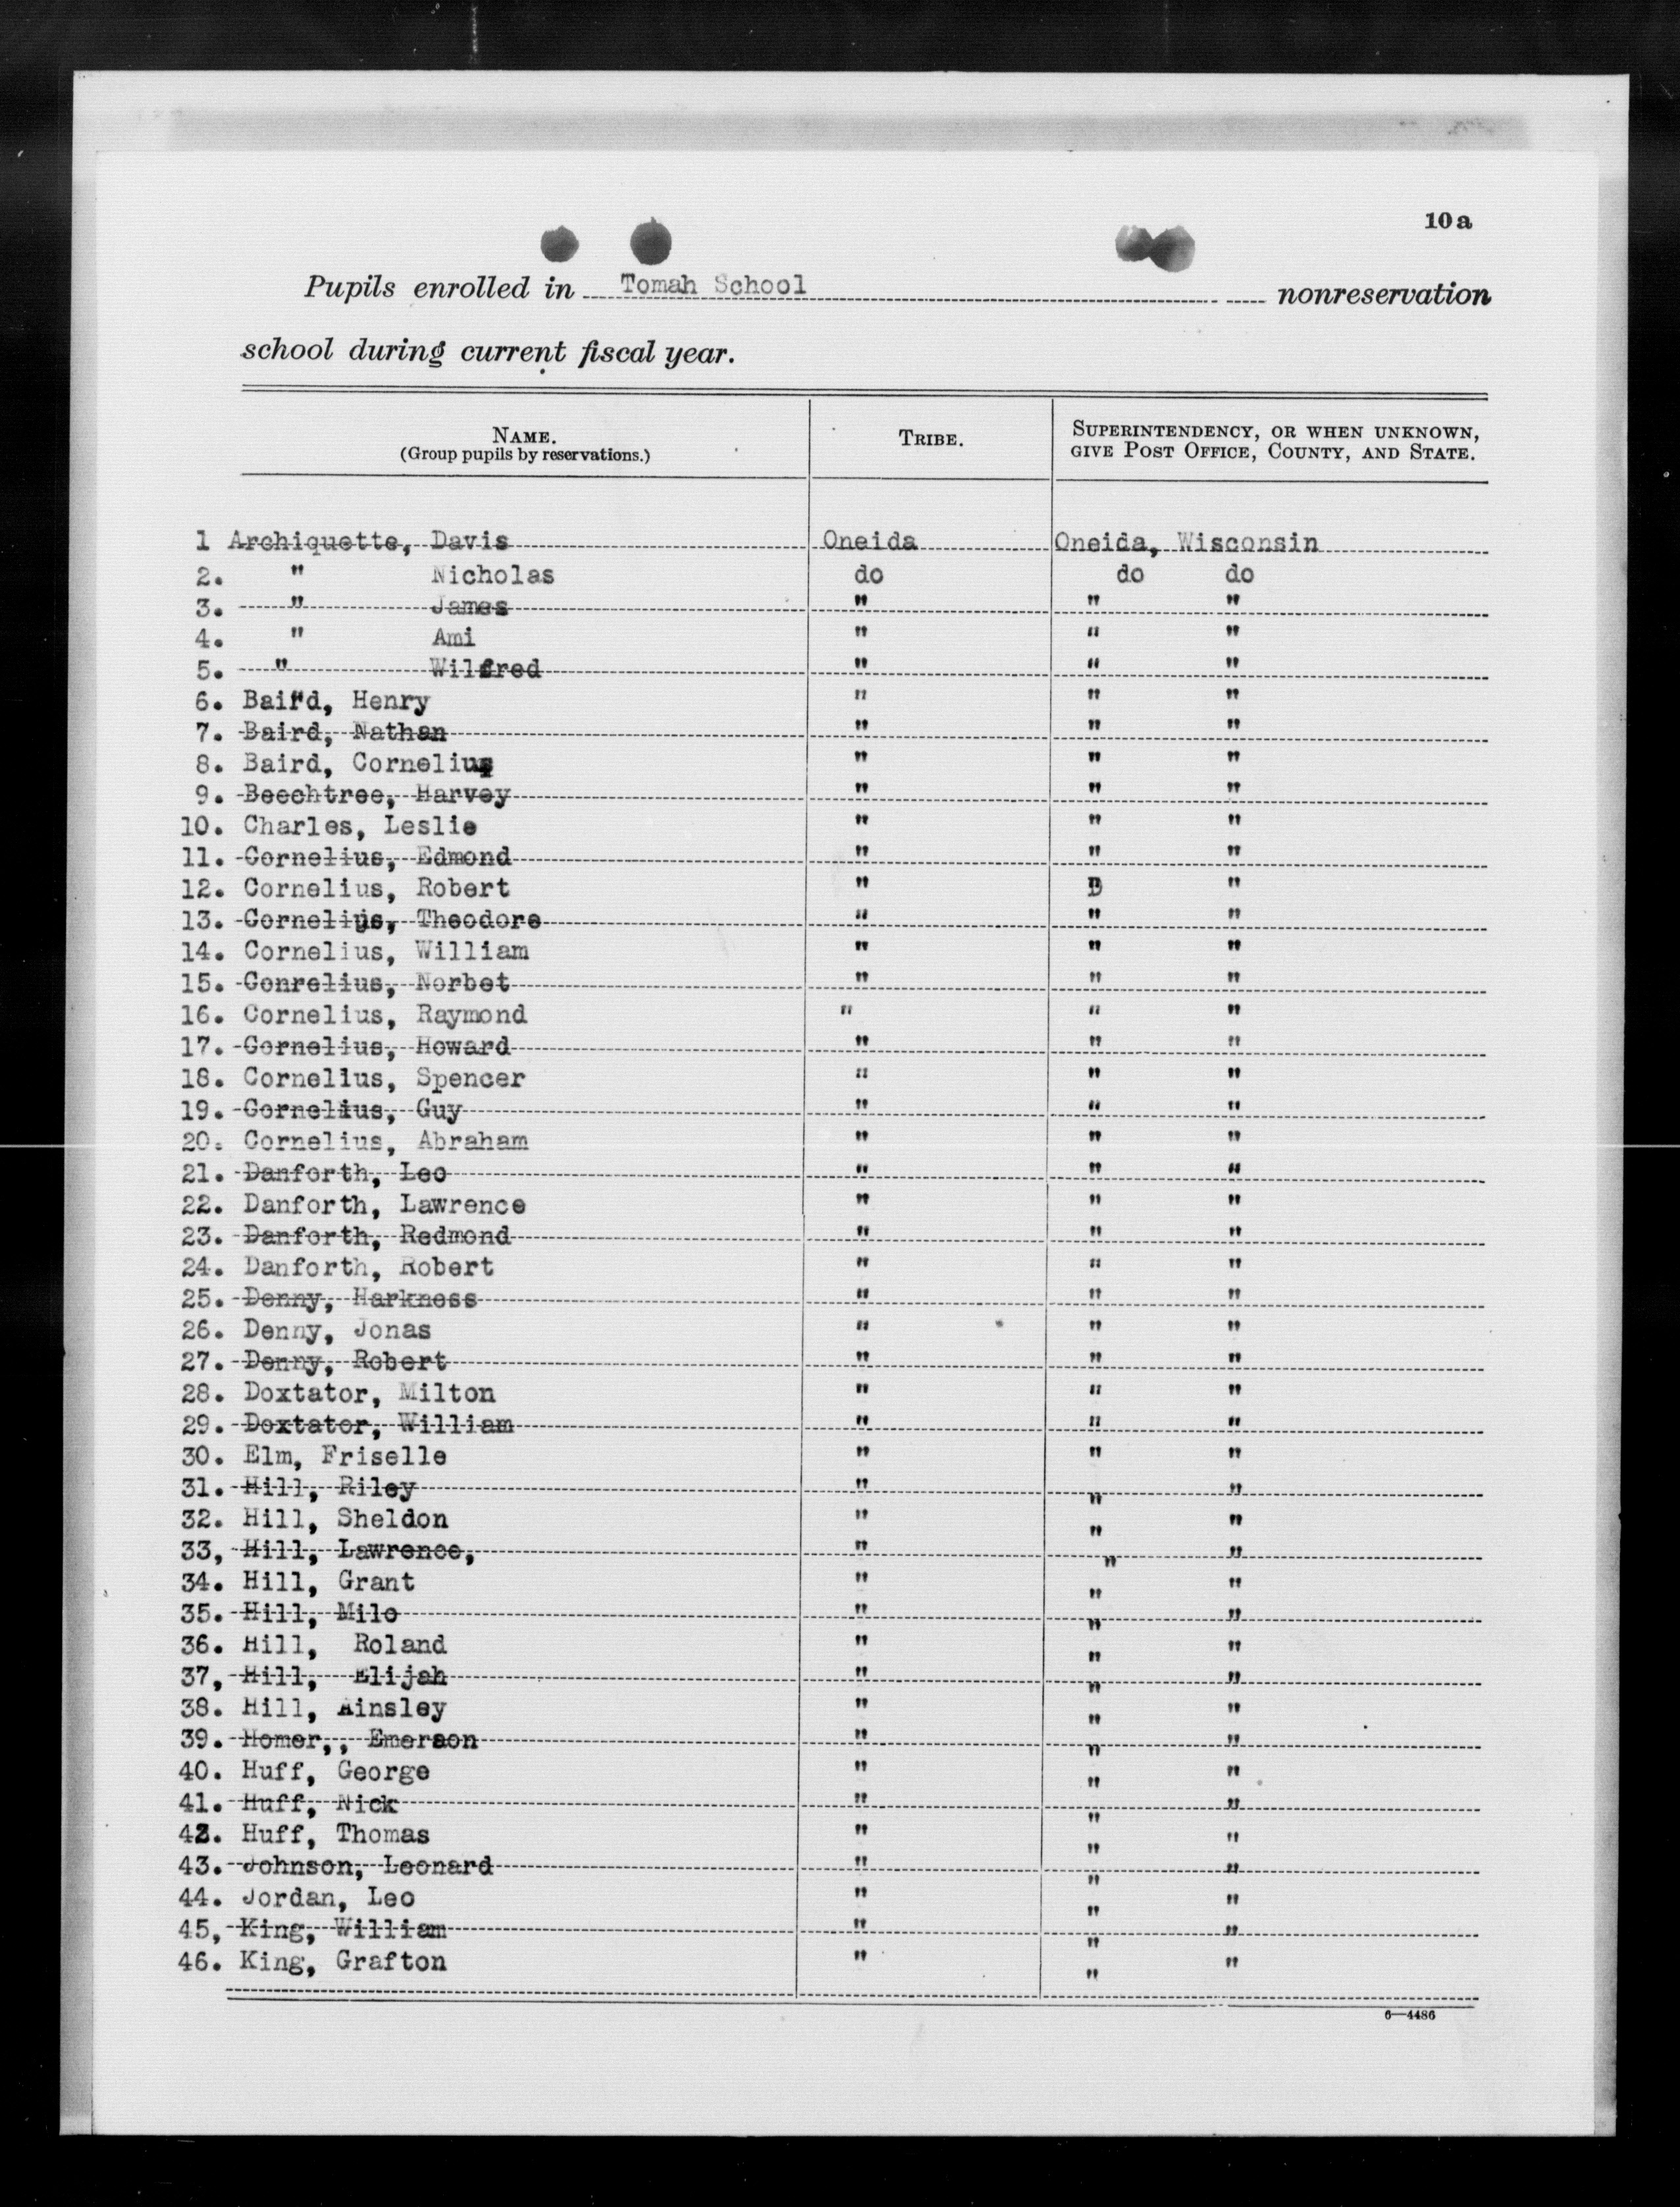 10a
Pupils enrolled in Tomah School nonreservation
school during current fiscal year.
NAME. TRIBE. SUPERINTENDENCY, OR WHEN UNKNOWN,
(Group pupils by reservations.) GIVE POST OFFICE, COUNTY, AND STATE.
1 Archiquette, Davis Oneida Oneida, Wisconsin
2. " Nicholas do do do
3. " James " " "
4. " Ami " " "
5. " Wilfred " " "
6. Baird, Henry " " "
7. Baird, Nathan " " "
8. Baird, Cornelius " " "
9. Beechtree, Harvey " " "
10. Charles, Leslie " " "
11. Cornelius, Edmond " " "
12. Cornelius, Robert " " "
13. Cornelius, Theodore " " "
14. Cornelius, William " " "
15. Conrelius, Norbet " " "
16. Cornelius, Raymond " " "
17. Cornelius, Howard " " "
18. Cornelius, Spencer " " "
19. Cornelius, Guy " " "
20. Cornelius, Abraham " " "
21. Danforth, Leo " " "
22. Danforth, Lawrence " " "
23. Danforth, Redmond " " "
24. Danforth, Robert " " "
25. Denny, Harkness " " "
26. Denny, Jonas " " "
27. Denny, Robert " " "
28. Doxtator, Milton " " "
29. Doxtator, William " " "
30. Elm, Friselle " " "
31. Hill, Riley " " "
32. Hill, Sheldon " " "
33, Hill, Lawrence, " " "
34. Hill, Grant " " "
35. Hill, Milo " " "
36. Hill, Roland " " "
37, Hill, Elijah " " "
38. Hill, Ainsley " " "
39. Homer,, Emerson " " "
40. Huff, George " " "
41. Huff, Nick " " "
42. Huff, Thomas " " "
43. Johnson, Leonard " " "
44. Jordan, Leo " " "
45, King, William " " "
46. King, Grafton " " "
6—4486